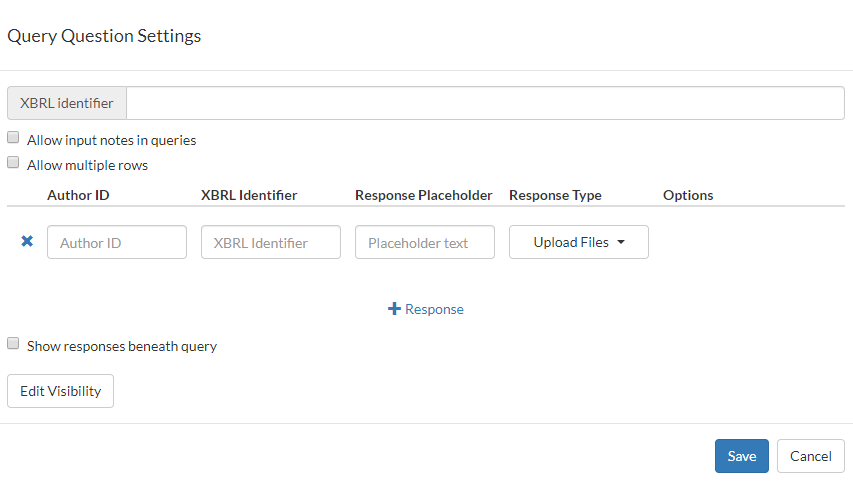 Query Question Settings
XBRL identifier
Allow input notes in queries
Allow multiple rows
Author ID XBRL Identifier Response Placeholder Response Type Options
Author ID XBRL Identifier Placeholder text Upload Files
Response
Show responses beneath query
Edit Visibility
Save Cancel